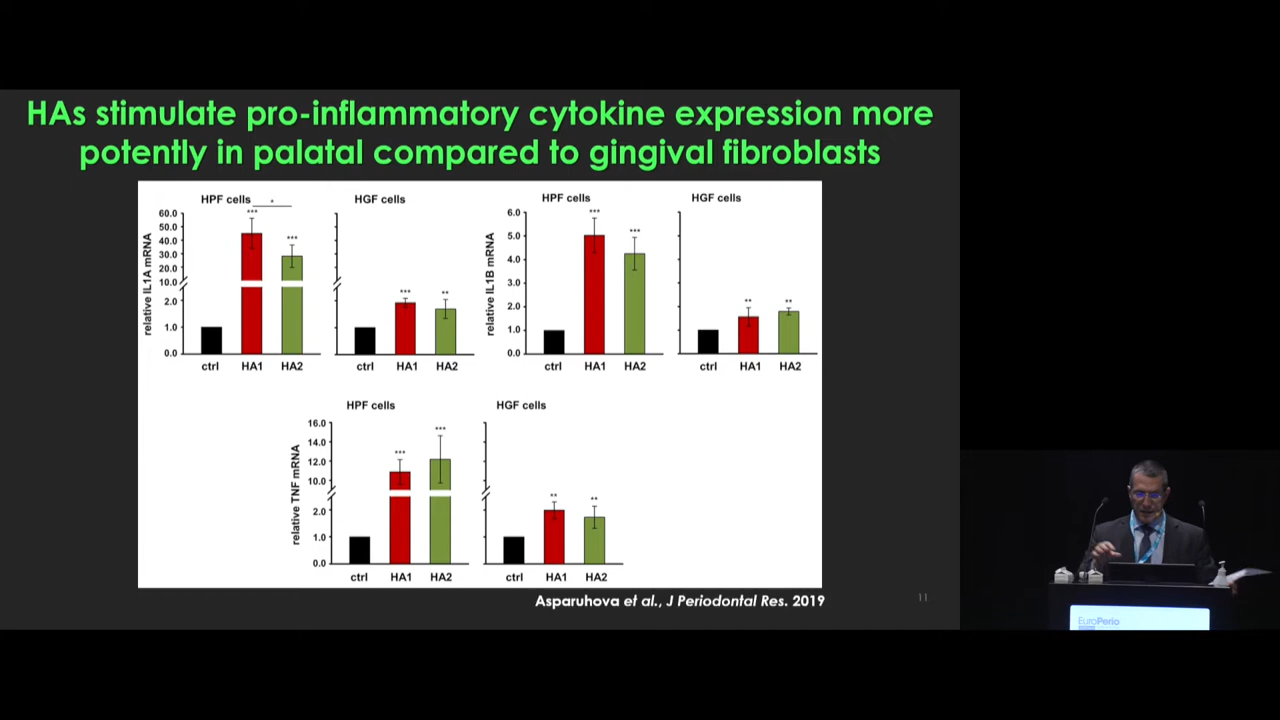 HAs stimulate pro-inflammatory cytokine expression more
potently in palatal compared to gingival fibroblasts
HPF cells
HGF cells
relative IL1A mRNA
60.0
50.0
40.0
30.0
20.0
10.0
2.0
1.0
0.0
*
***
***
***
**
ctrl HA1 HA2
ctrl HA1 HA2
HPF cells
HGF cells
relative IL1B mRNA
6.0
5.0
4.0
3.0
2.0
1.0
0.0
***
***
**
**
ctrl HA1 HA2
ctrl HA1 HA2
HPF cells
HGF cells
relative TNF mRNA
16.0
14.0
12.0
10.0
2.0
1.0
0.0
***
***
**
**
ctrl HA1 HA2
ctrl HA1 HA2
Asparuhova et al., J Periodontal Res. 2019
11
EuroPerio